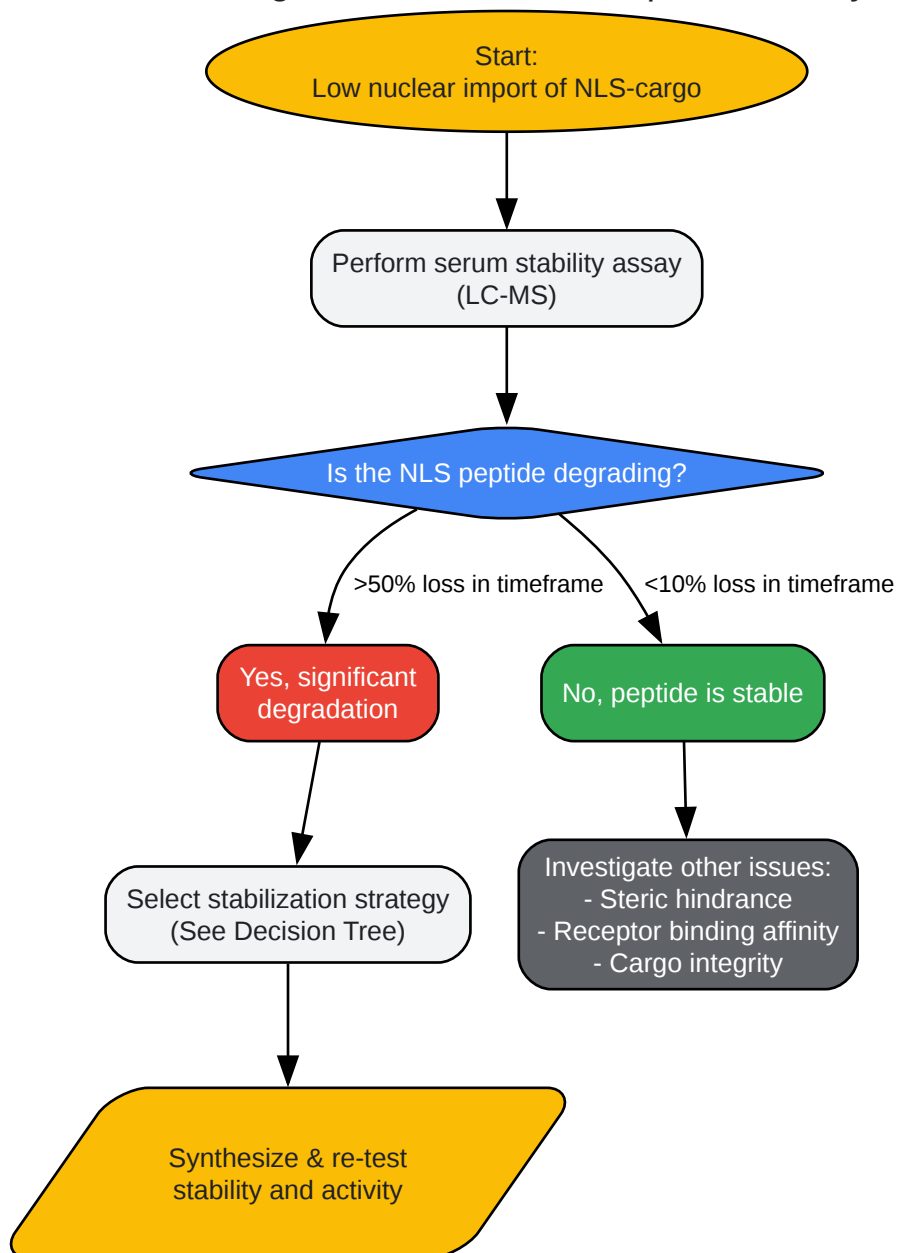 Start:
Low nuclear import of NLS-cargo
Perform serum stability assay
(LC-MS)
Is the NLS peptide degrading?
>50% loss in timeframe
<10% loss in timeframe
Yes, significant
degradation
No, peptide is stable
Select stabilization strategy
(See Decision Tree)
Investigate other issues:
- Steric hindrance
- Receptor binding affinity
- Cargo integrity
Synthesize & re-test
stability and activity